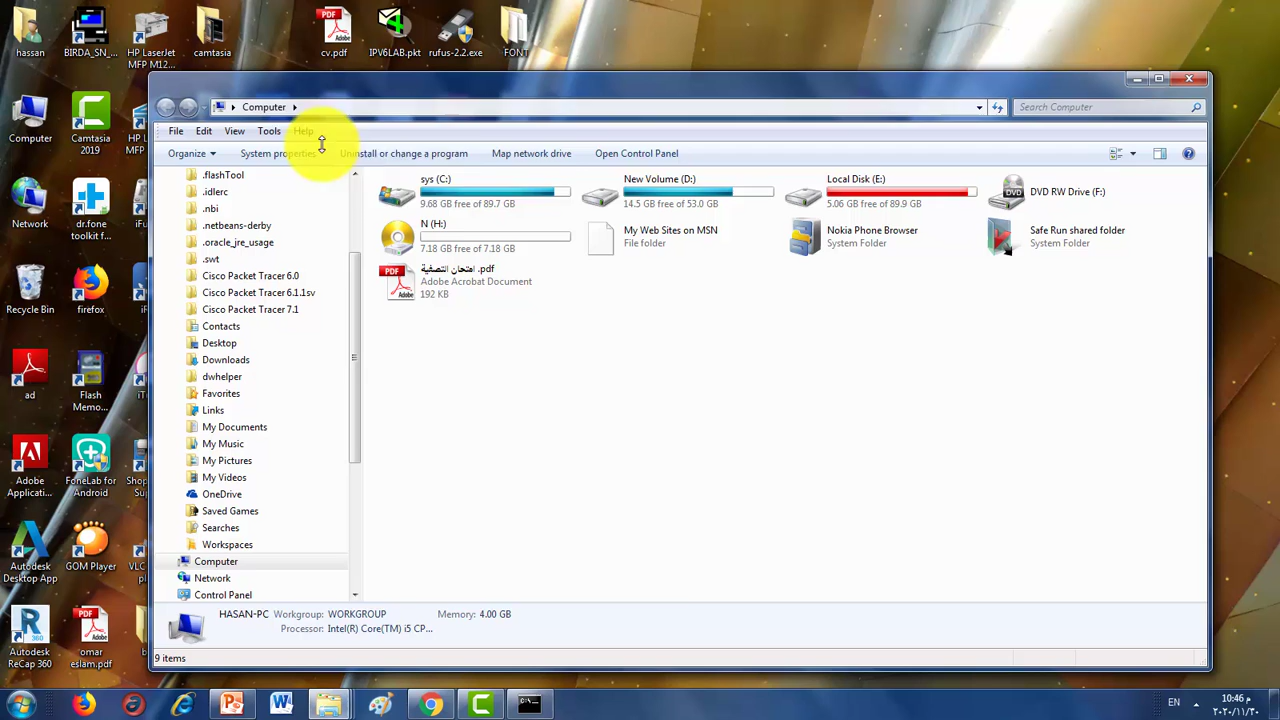 hassan
BIRDA_SN_...
HP LaserJet
MFP M12...
camtasia
cv.pdf
IPV6LAB.pkt
rufus-2.2.exe
FONT
Computer
Camtasia
2019
Network
dr.fone
toolkit f...
Recycle Bin
firefox
ad
Flash
Memo...
Adobe
Applicati...
FoneLab for
Android
Autodesk
Desktop App
GOM Player
Autodesk
ReCap 360
omar
eslam.pdf
Computer
Search Computer
File Edit View Tools Help
Organize System properties Uninstall or change a program Map network drive Open Control Panel
.flashTool
.idlerc
.nbi
.netbeans-derby
.oracle_jre_usage
.swt
Cisco Packet Tracer 6.0
Cisco Packet Tracer 6.1.1sv
Cisco Packet Tracer 7.1
Contacts
Desktop
Downloads
dwhelper
Favorites
Links
My Documents
My Music
My Pictures
My Videos
OneDrive
Saved Games
Searches
Workspaces
Computer
Network
Control Panel
sys (C:)
9.68 GB free of 89.7 GB
New Volume (D:)
14.5 GB free of 53.0 GB
Local Disk (E:)
5.06 GB free of 89.9 GB
DVD RW Drive (F:)
N (H:)
7.18 GB free of 7.18 GB
My Web Sites on MSN
File folder
Nokia Phone Browser
System Folder
Safe Run shared folder
System Folder
امتحان التصفية .pdf
Adobe Acrobat Document
192 KB
HASAN-PC Workgroup: WORKGROUP Memory: 4.00 GB
Processor: Intel(R) Core(TM) i5 CP...
9 items
EN
10:46 م
٢٠٢٠/١١/٣٠